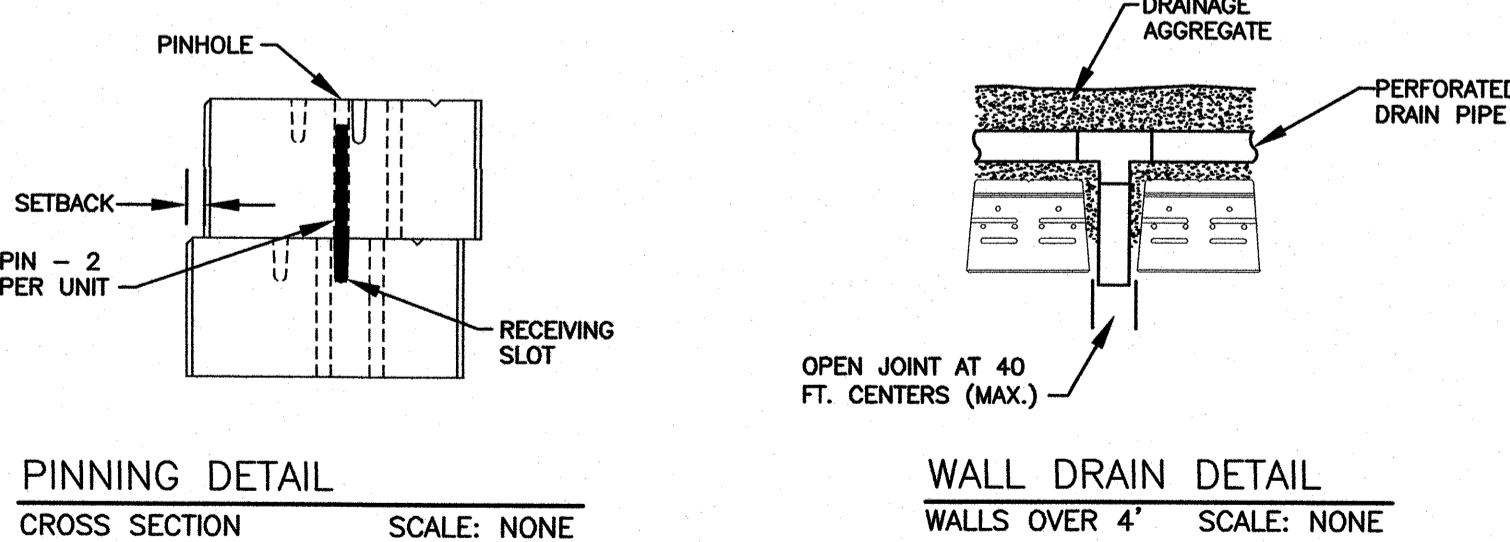 PINHOLE
SETBACK
PIN - 2
PER UNIT
RECEIVING
SLOT
PINNING DETAIL
CROSS SECTION SCALE: NONE
DRAINAGE
AGGREGATE
PERFORATED
DRAIN PIPE
OPEN JOINT AT 40
FT. CENTERS (MAX.)
WALL DRAIN DETAIL
WALLS OVER 4' SCALE: NONE